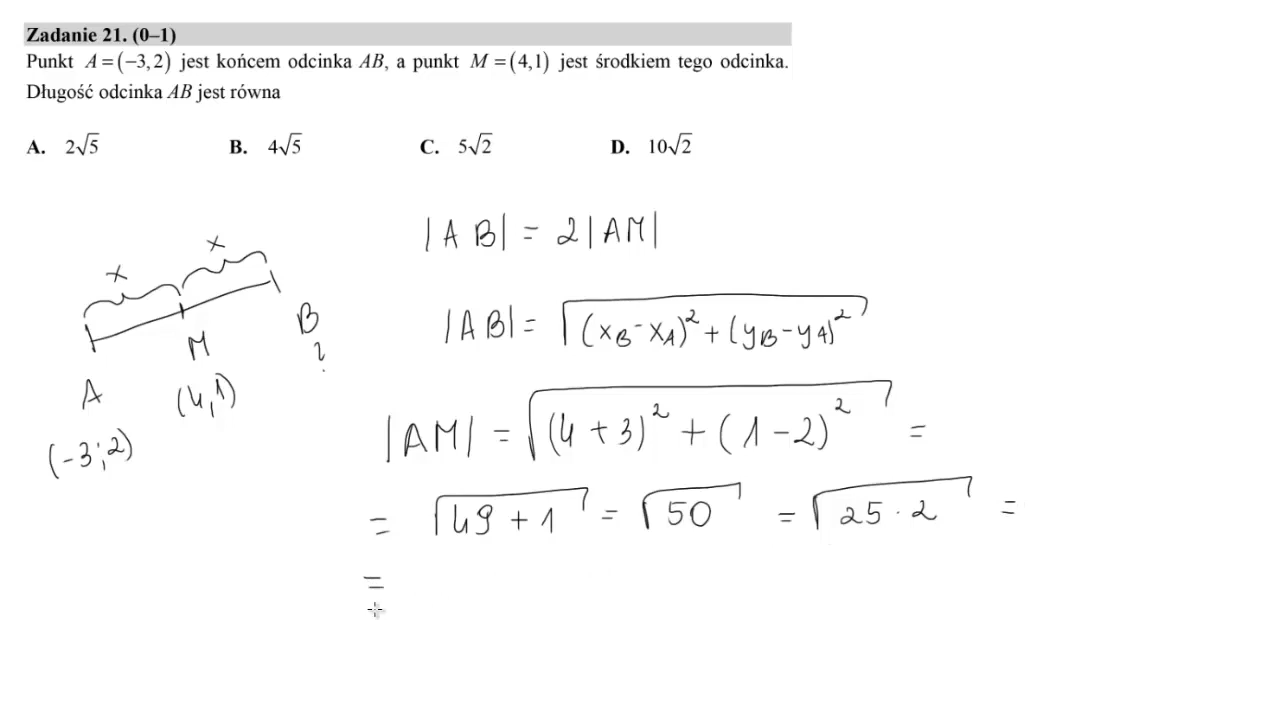 Zadanie 21. (0–1)
Punkt A = (−3, 2) jest końcem odcinka AB, a punkt M = (4, 1) jest środkiem tego odcinka.
Długość odcinka AB jest równa
A. 2√5 B. 4√5 C. 5√2 D. 10√2
|AB| = 2|AM|
x x
|AB| = √((x_B - x_A)² + (y_B - y_A)²)
A M B
(-3; 2) (4, 1) ?
|AM| = √((4 + 3)² + (1 - 2)²) =
= √(49 + 1) = √50 = √(25 · 2) =
=